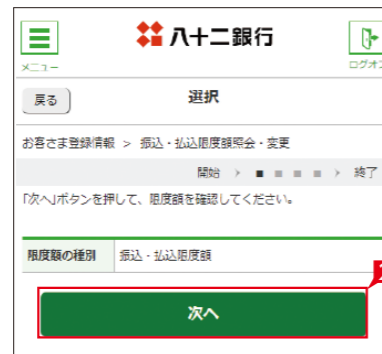 八十二銀行
メニュー
ログオフ
戻る
選択
お客さま登録情報 > 振込・払込限度額照会・変更
開始 > ■ ■ ■ ■ > 終了
「次へ」ボタンを押して、限度額を確認してください。
限度額の種別 振込・払込限度額
次へ